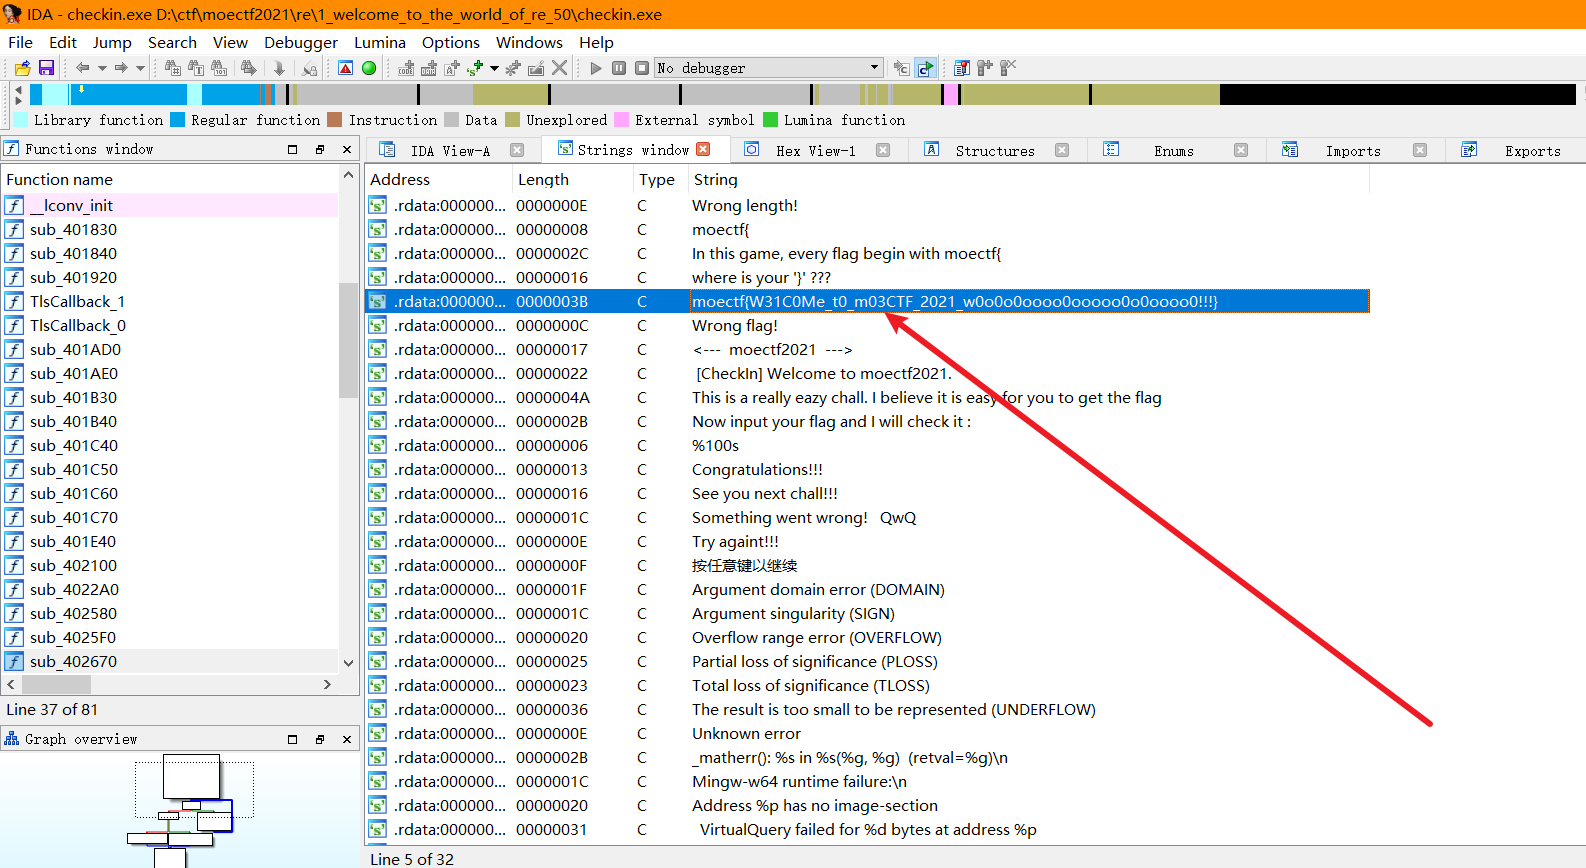 IDA - checkin.exe D:\ctf\moectf2021\re\1_welcome_to_the_world_of_re_50\checkin.exe
File Edit Jump Search View Debugger Lumina Options Windows Help
No debugger
Library function Regular function Instruction Data Unexplored External symbol Lumina function
Functions window
IDA View-A Strings window Hex View-1 Structures Enums Imports Exports
Function name
__lconv_init
sub_401830
sub_401840
sub_401920
TlsCallback_1
TlsCallback_0
sub_401AD0
sub_401AE0
sub_401B30
sub_401B40
sub_401C40
sub_401C50
sub_401C60
sub_401C70
sub_401E40
sub_402100
sub_4022A0
sub_402580
sub_4025F0
sub_402670
Line 37 of 81
Graph overview
Address Length Type String
.rdata:000000... 0000000E C Wrong length!
.rdata:000000... 00000008 C moectf{
.rdata:000000... 0000002C C In this game, every flag begin with moectf{
.rdata:000000... 00000016 C where is your '}' ???
.rdata:000000... 0000003B C moectf{W31C0Me_t0_m03CTF_2021_w0o0o0oooo0ooooo0o0oooo0!!!}
.rdata:000000... 0000000C C Wrong flag!
.rdata:000000... 00000017 C <--- moectf2021 --->
.rdata:000000... 00000022 C [CheckIn] Welcome to moectf2021.
.rdata:000000... 0000004A C This is a really eazy chall. I believe it is easy for you to get the flag
.rdata:000000... 0000002B C Now input your flag and I will check it :
.rdata:000000... 00000006 C %100s
.rdata:000000... 00000013 C Congratulations!!!
.rdata:000000... 00000016 C See you next chall!!!
.rdata:000000... 0000001C C Something went wrong! QwQ
.rdata:000000... 0000000E C Try againt!!!
.rdata:000000... 0000000F C 按任意键以继续
.rdata:000000... 0000001F C Argument domain error (DOMAIN)
.rdata:000000... 0000001C C Argument singularity (SIGN)
.rdata:000000... 00000020 C Overflow range error (OVERFLOW)
.rdata:000000... 00000025 C Partial loss of significance (PLOSS)
.rdata:000000... 00000023 C Total loss of significance (TLOSS)
.rdata:000000... 00000036 C The result is too small to be represented (UNDERFLOW)
.rdata:000000... 0000000E C Unknown error
.rdata:000000... 0000002B C _matherr(): %s in %s(%g, %g) (retval=%g)\n
.rdata:000000... 0000001C C Mingw-w64 runtime failure:\n
.rdata:000000... 00000020 C Address %p has no image-section
.rdata:000000... 00000031 C VirtualQuery failed for %d bytes at address %p
Line 5 of 32